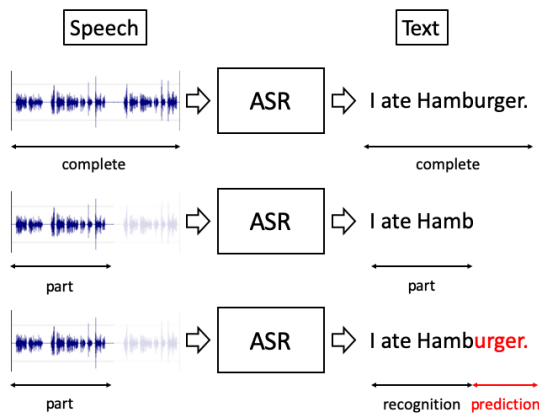 Speech Text
ASR I ate Hamburger.
complete complete
ASR I ate Hamb
part part
ASR I ate Hamburger.
part recognition prediction